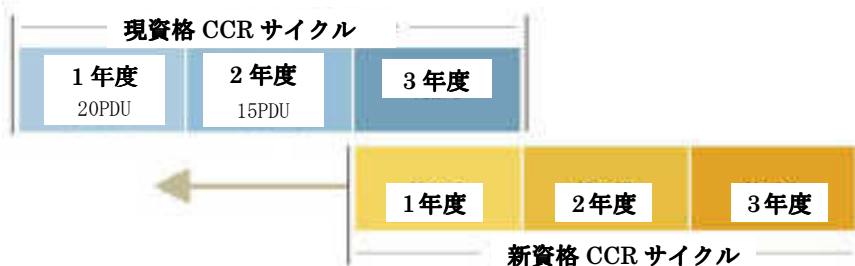 現資格 CCR サイクル
1 年度
2 年度
3 年度
20PDU
15PDU
1年度
2年度
3年度
新資格 CCR サイクル